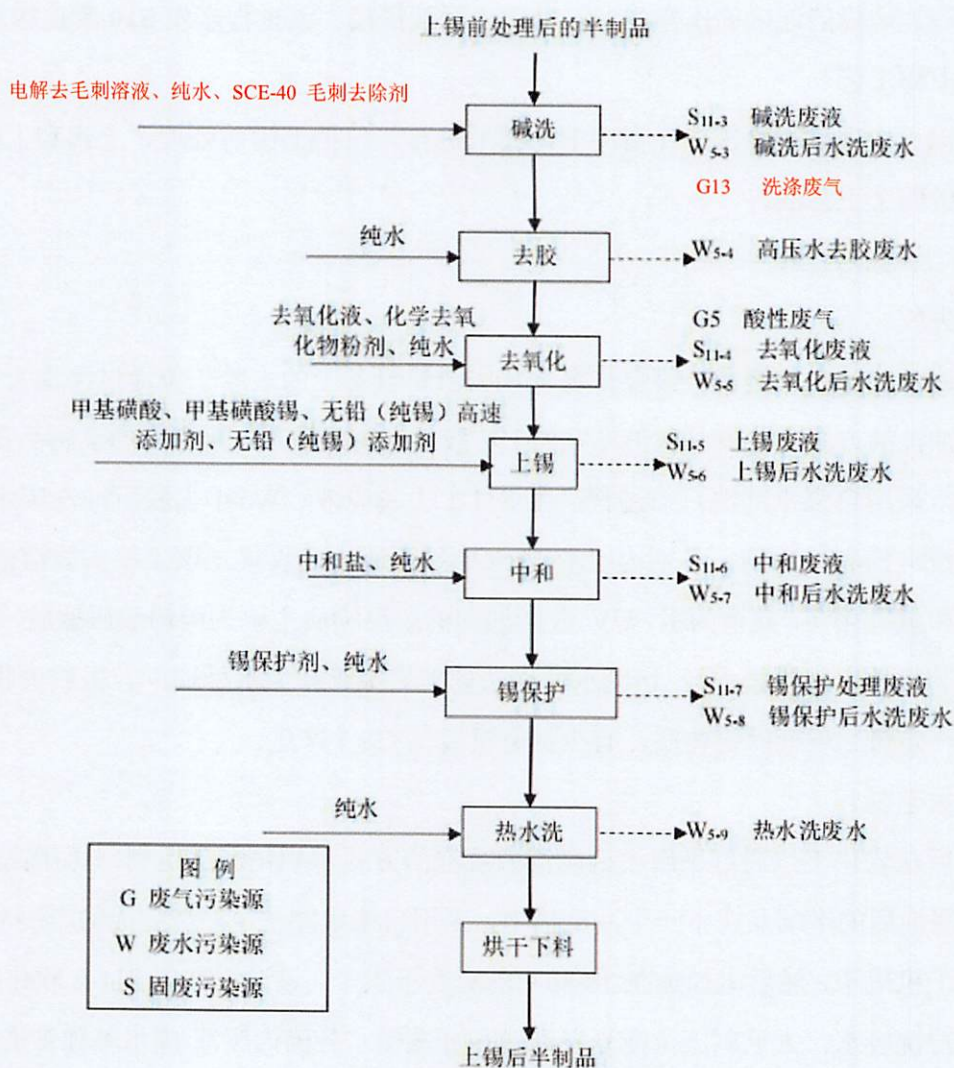 上锡前处理后的半制品
电解去毛刺溶液、纯水、SCE-40 毛刺去除剂
碱洗
S11-3 碱洗废液
W5-3 碱洗后水洗废水
G13 洗涤废气
纯水
去胶
W5-4 高压水去胶废水
去氧化液、化学去氧
化物粉剂、纯水
去氧化
G5 酸性废气
S11-4 去氧化废液
W5-5 去氧化后水洗废水
甲基磺酸、甲基磺酸锡、无铅（纯锡）高速
添加剂、无铅（纯锡）添加剂
上锡
S11-5 上锡废液
W5-6 上锡后水洗废水
中和盐、纯水
中和
S11-6 中和废液
W5-7 中和后水洗废水
锡保护剂、纯水
锡保护
S11-7 锡保护处理废液
W5-8 锡保护后水洗废水
纯水
热水洗
W5-9 热水洗废水
图 例
G 废气污染源
W 废水污染源
S 固废污染源
烘干下料
上锡后半制品